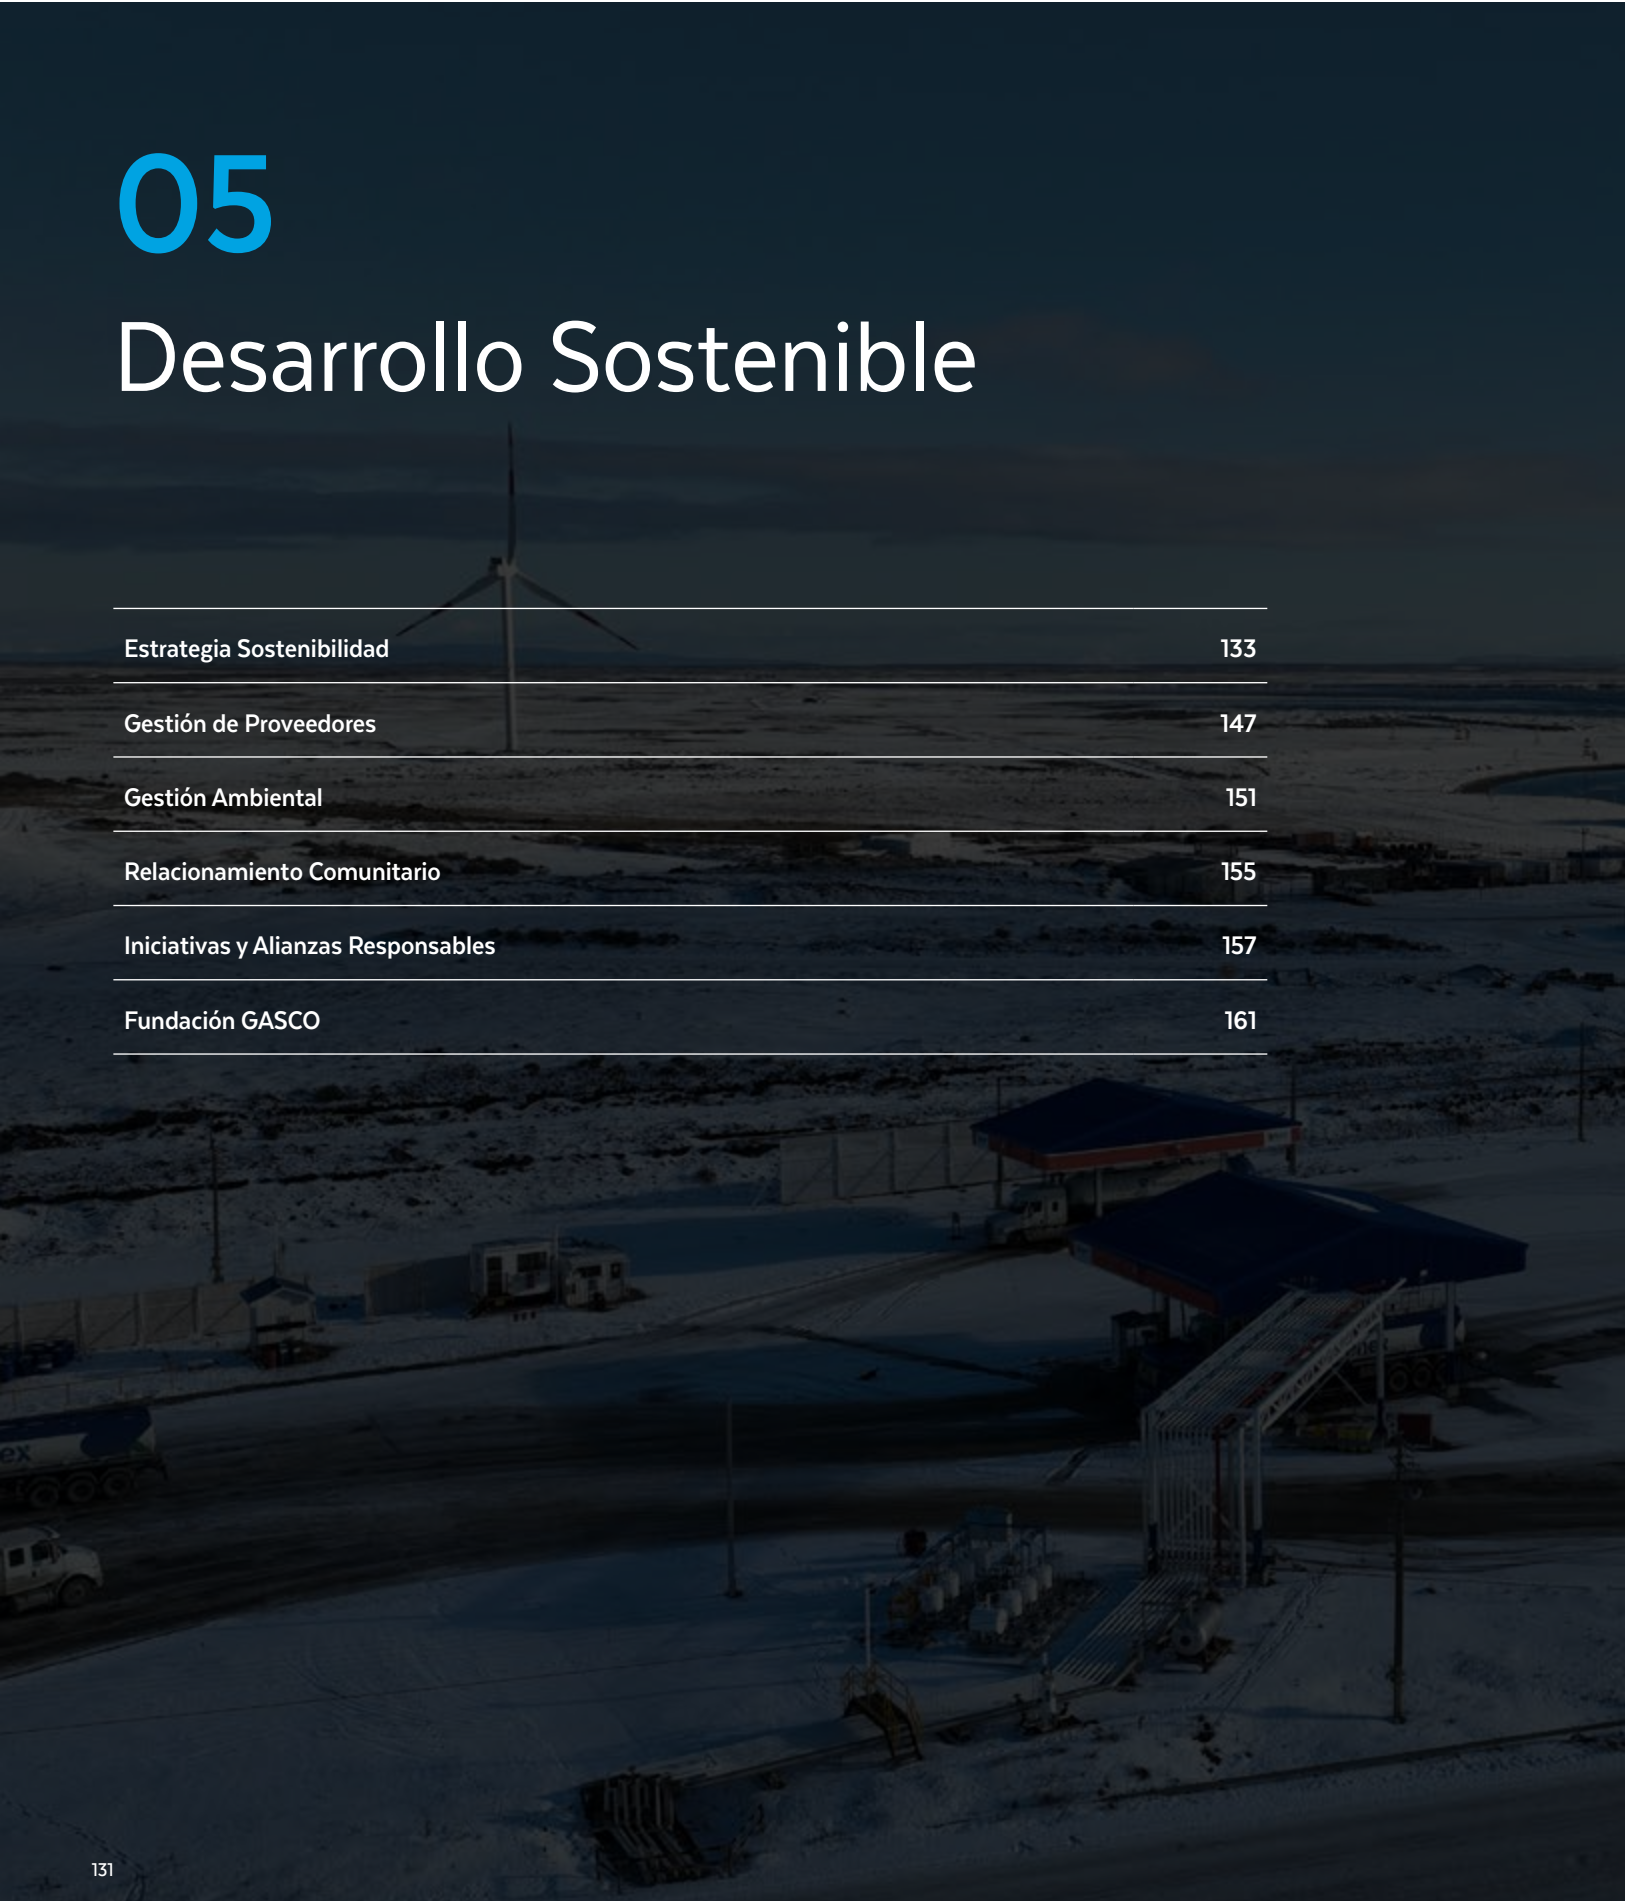 05
Desarrollo Sostenible
Estrategia Sostenibilidad 133
Gestión de Proveedores 147
Gestión Ambiental 151
Relacionamiento Comunitario 155
Iniciativas y Alianzas Responsables 157
Fundación GASCO 161
ex
131